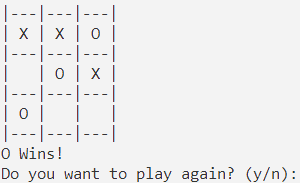 |---|---|---|
| X | X | O |
|---|---|---|
|   | O | X |
|---|---|---|
| O |   |   |
|---|---|---|
O Wins!
Do you want to play again? (y/n):